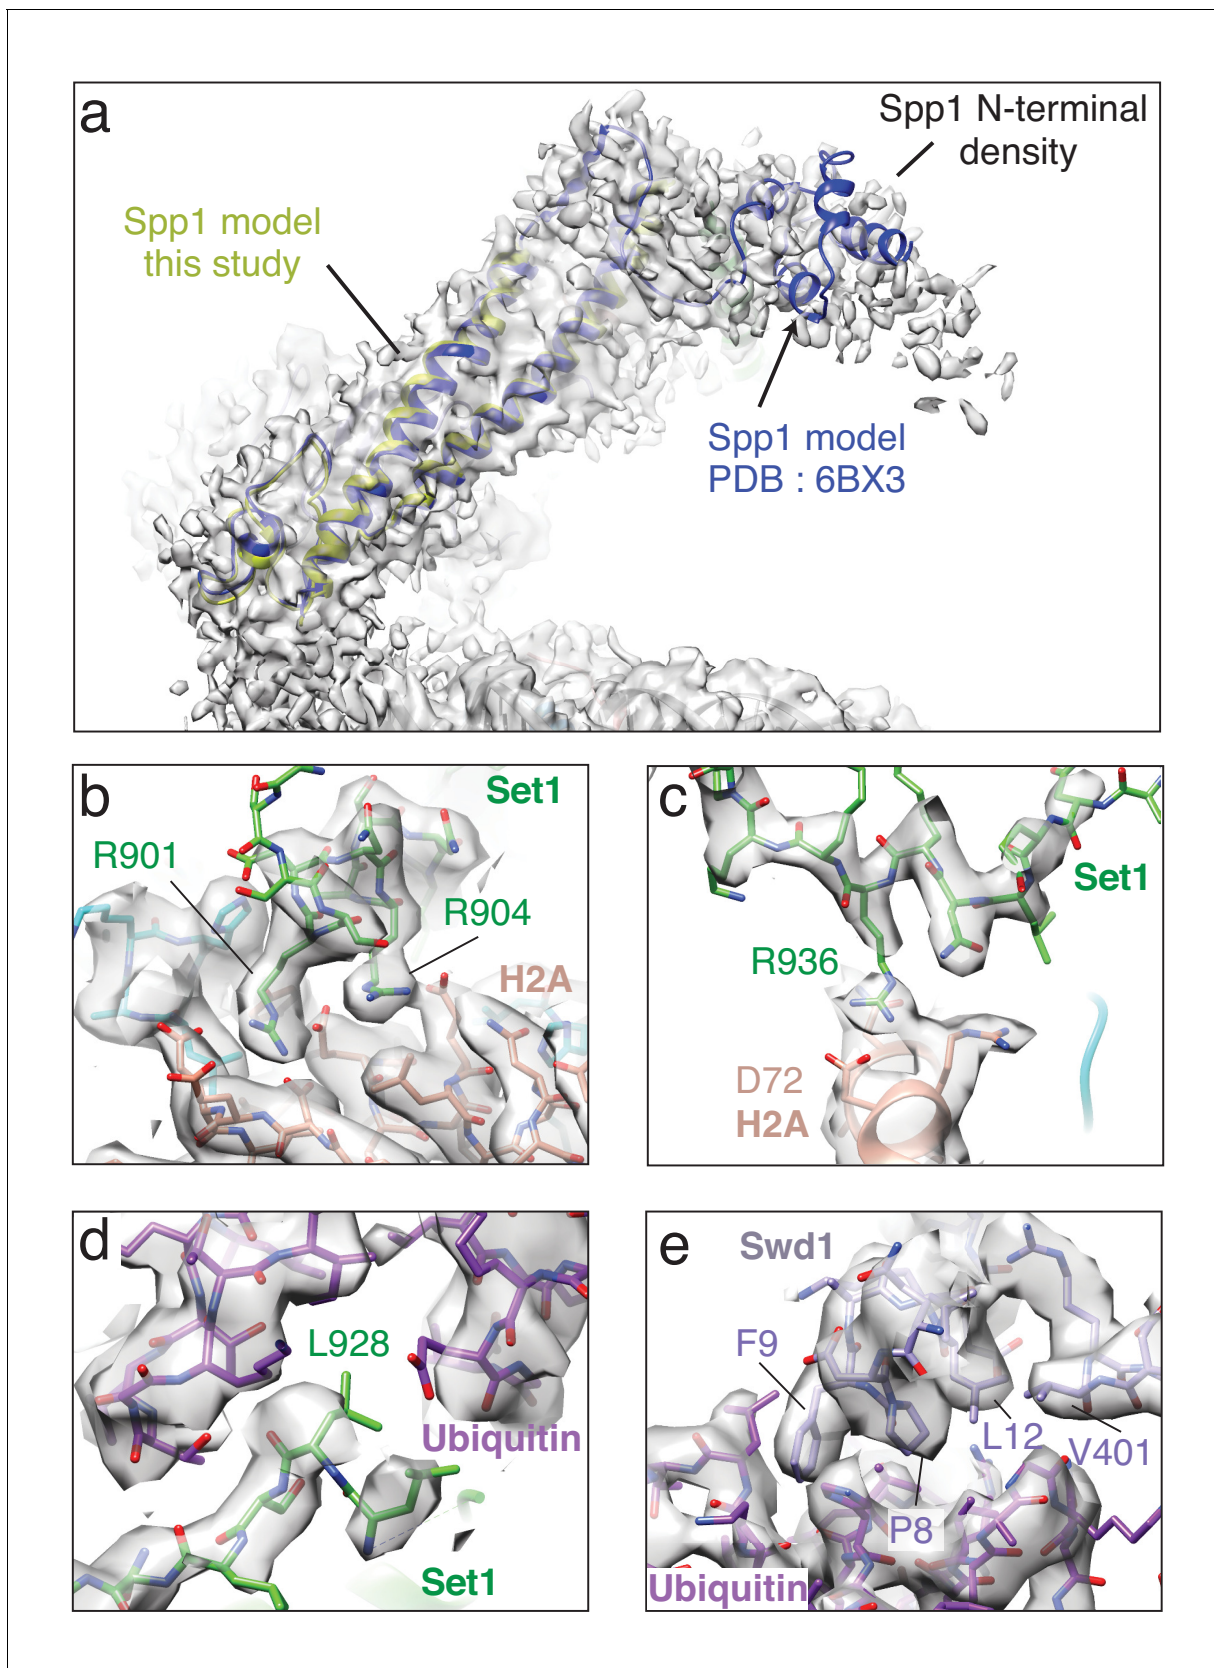 a
Spp1 N-terminal
density
Spp1 model
this study
Spp1 model
PDB : 6BX3
b
Set1
R901
R904
H2A
c
Set1
R936
D72
H2A
d
L928
Ubiquitin
Set1
e
Swd1
F9
L12
V401
P8
Ubiquitin